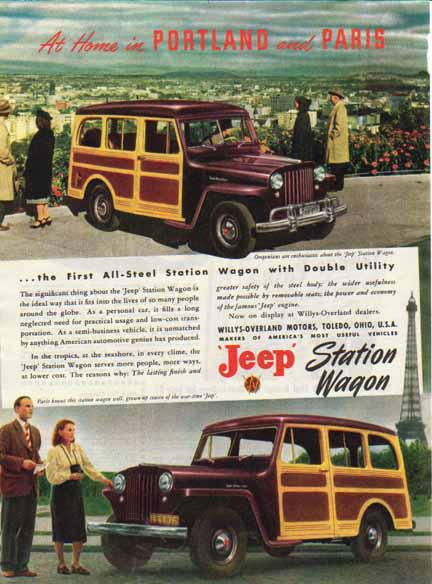 At Home in PORTLAND and PARIS
Oregonians are enthusiastic about the 'Jeep' Station Wagon.
...the First All-Steel Station Wagon with Double Utility
The significant thing about the 'Jeep' Station Wagon is
the ideal way that it fits into the lives of so many people
around the globe. As a personal car, it fills a long
neglected need for practical usage and low-cost trans-
portation. As a semi-business vehicle, it is unmatched
by anything American automotive genius has produced.
In the tropics, at the seashore, in every clime, the
'Jeep' Station Wagon serves more people, more ways,
at lower cost. The reasons why: The lasting finish and
greater safety of the steel body; the wider usefulness
made possible by removable seats; the power and economy
of the famous 'Jeep' engine.
Now on display at Willys-Overland dealers.
WILLYS-OVERLAND MOTORS, TOLEDO, OHIO, U.S.A.
MAKERS OF AMERICA'S MOST USEFUL VEHICLES
'Jeep' Station
Wagon
Paris knows this station wagon well, grown-up cousin of the war-time 'Jeep'.